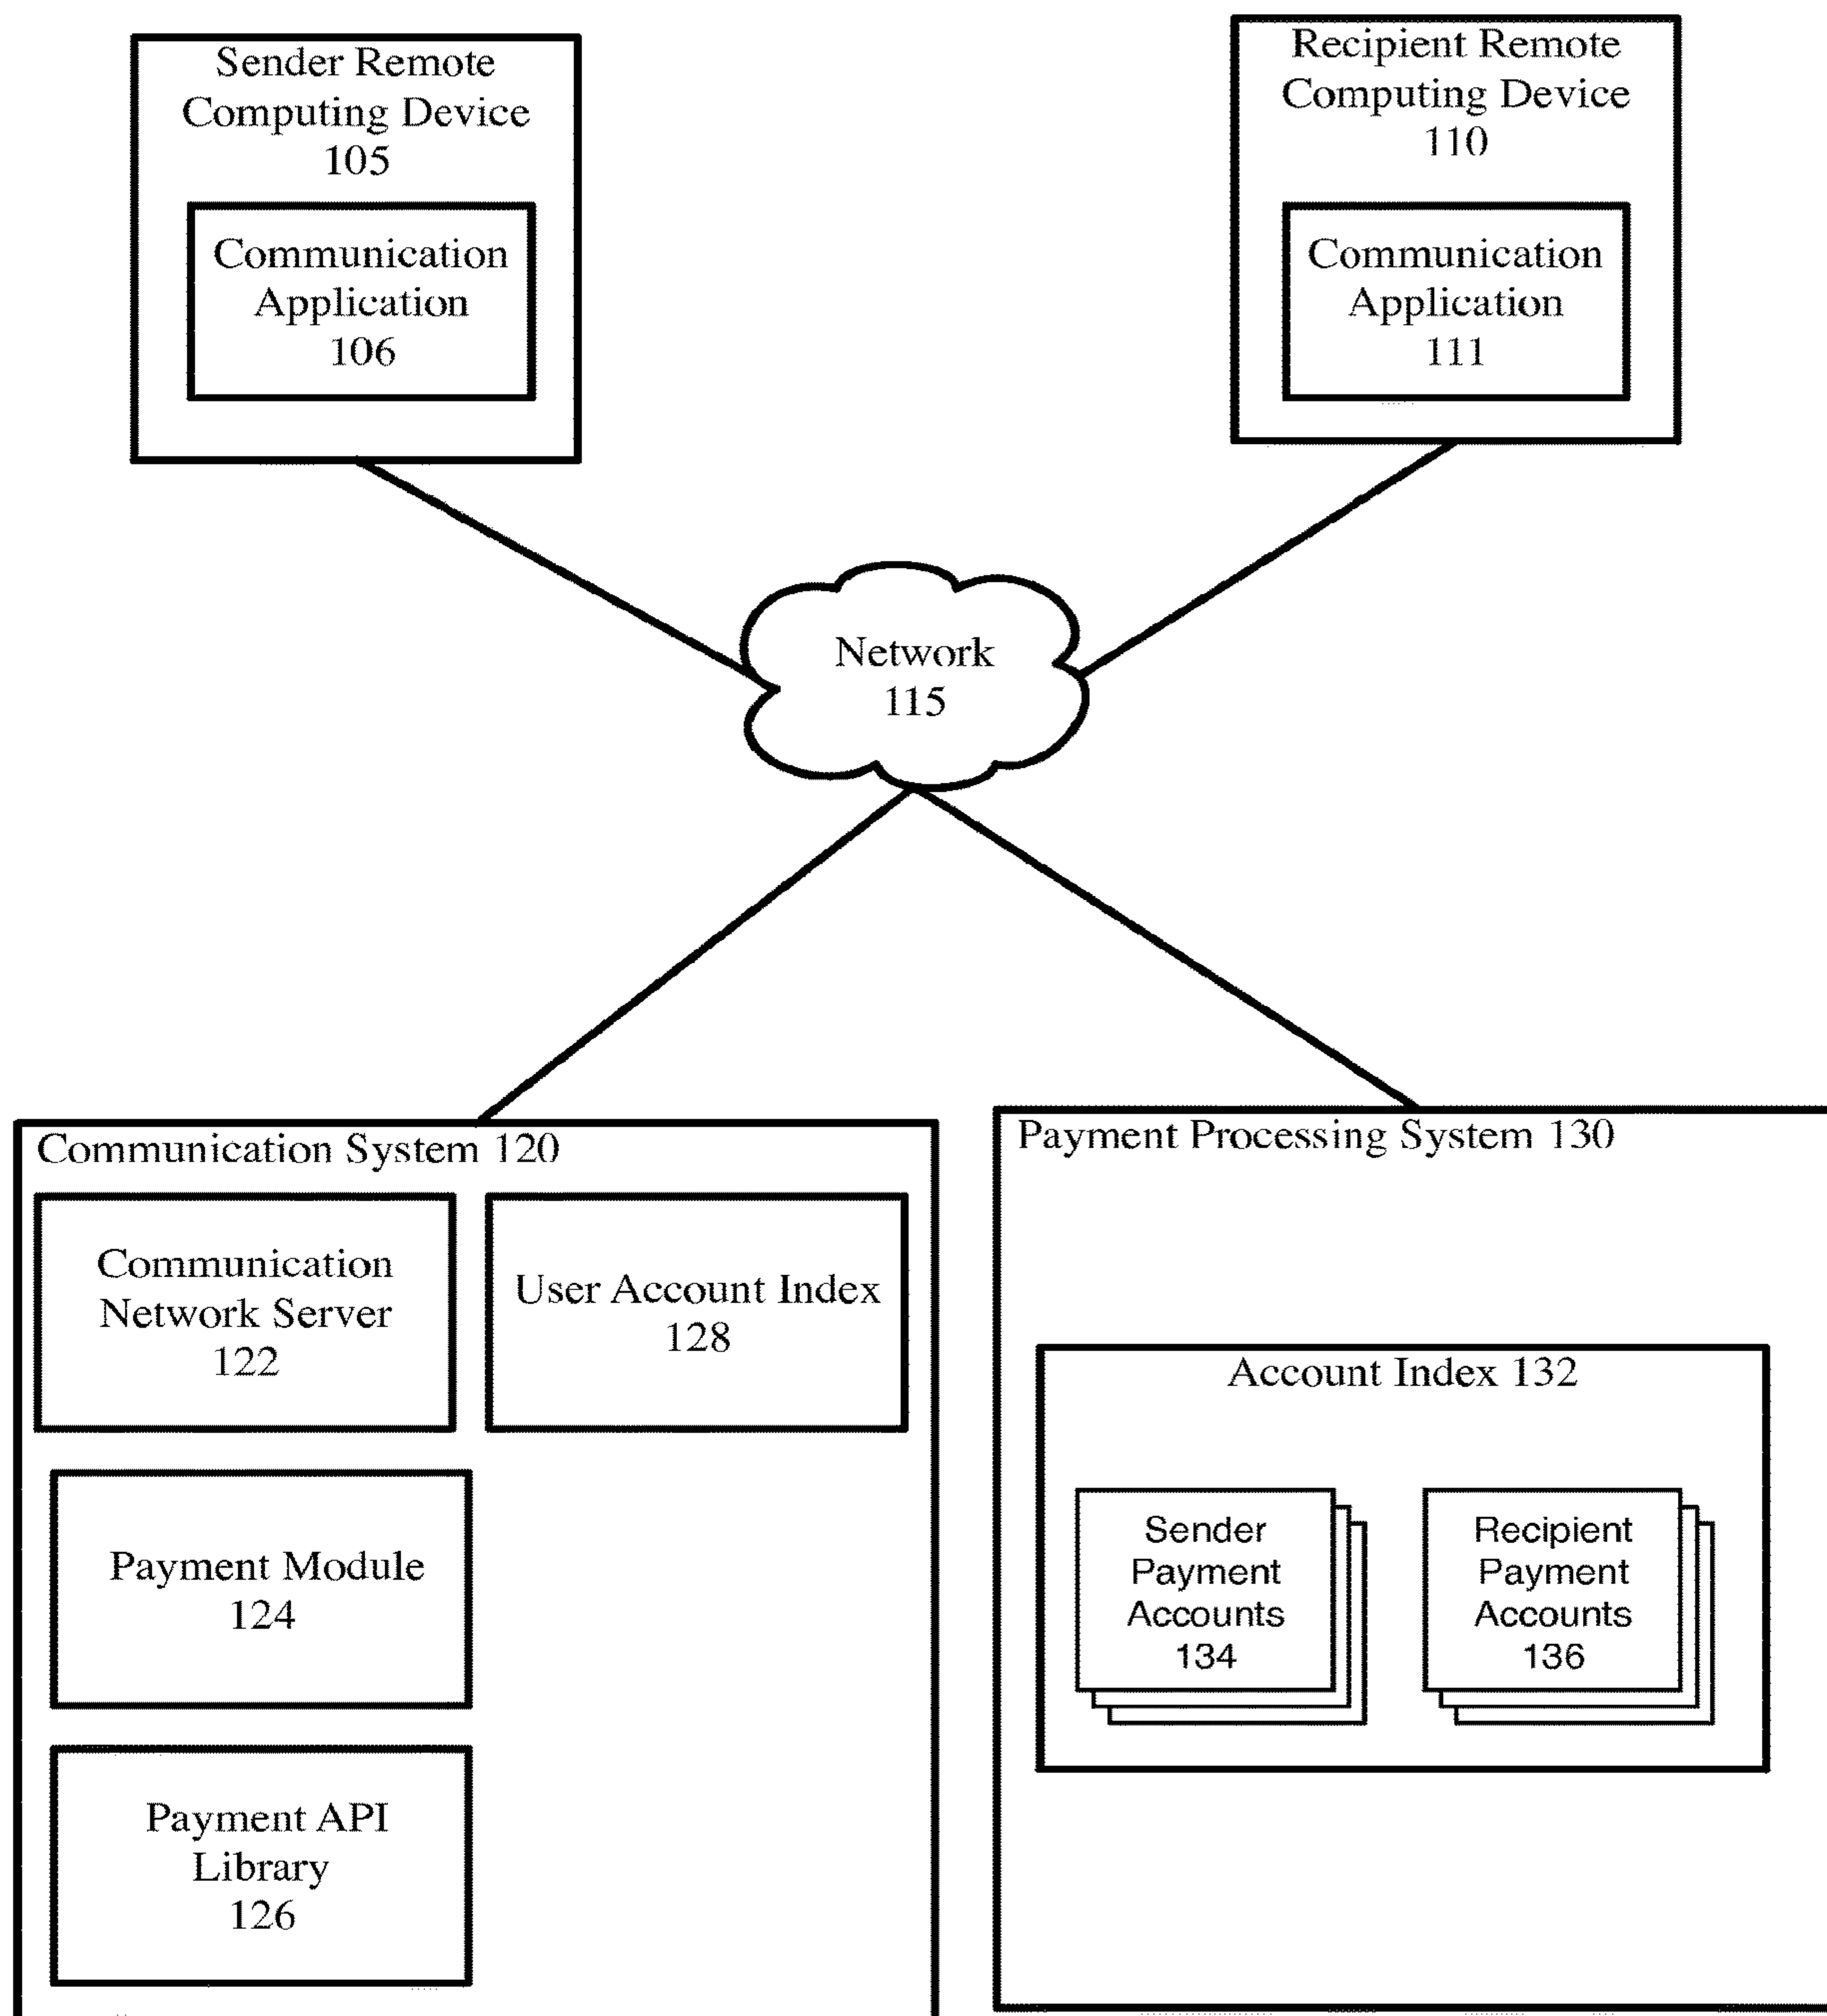 Sender Remote
Computing Device
105
Communication
Application
106
Recipient Remote
Computing Device
110
Communication
Application
111
Network
115
Communication System 120
Communication
Network Server
122
User Account Index
128
Payment Module
124
Payment API
Library
126
Payment Processing System 130
Account Index 132
Sender
Payment
Accounts
134
Recipient
Payment
Accounts
136